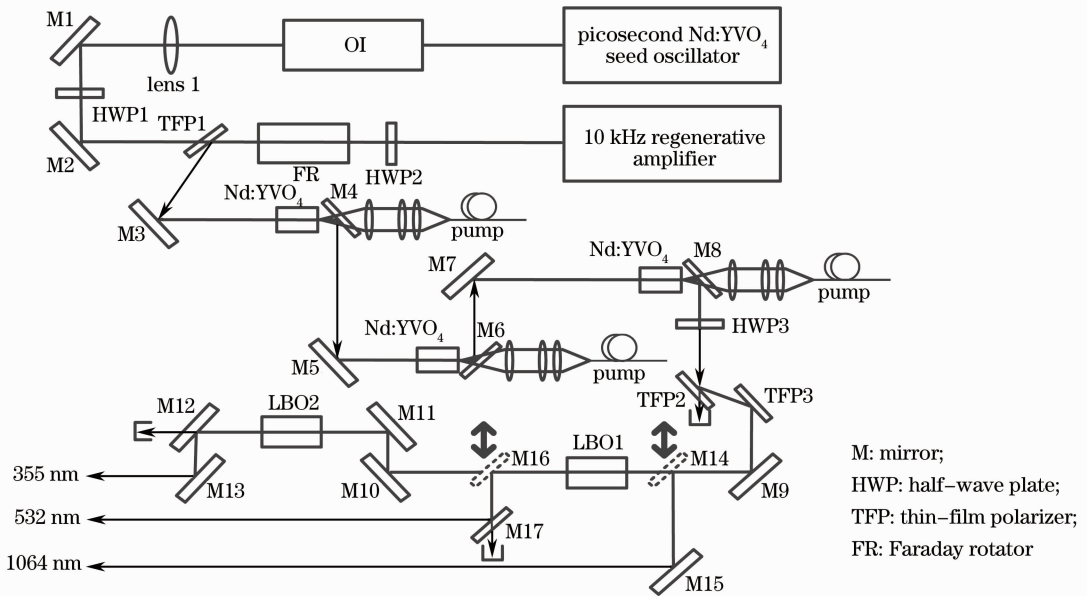 M1
OI
picosecond Nd:YVO4
seed oscillator
lens 1
HWP1
TFP1
M2
FR
HWP2
10 kHz regenerative
amplifier
Nd:YVO4
M4
M3
pump
M7
Nd:YVO4
M8
pump
HWP3
Nd:YVO4
M6
M5
pump
TFP2
TFP3
M12
LBO2
M11
M16
LBO1
M14
355 nm
M13
M10
M9
532 nm
M17
1064 nm
M15
M: mirror;
HWP: half-wave plate;
TFP: thin-film polarizer;
FR: Faraday rotator